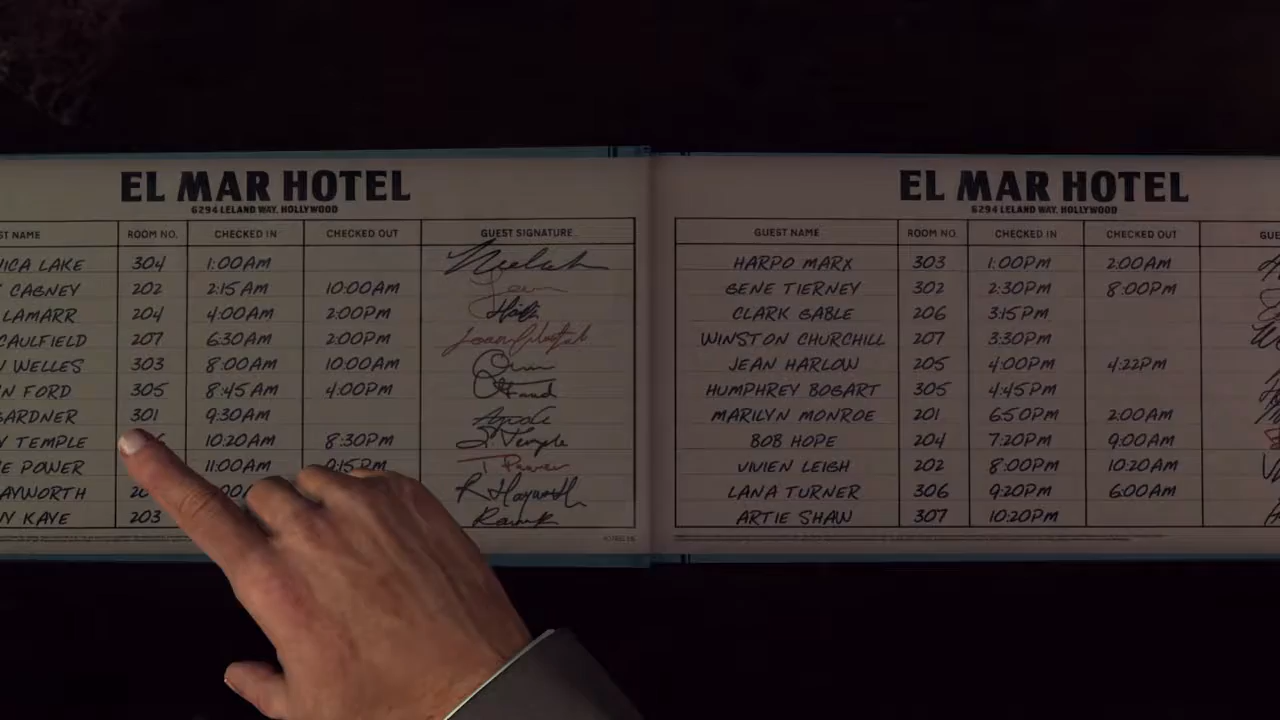 EL MAR HOTEL
6294 LELAND WAY, HOLLYWOOD
ST NAME ROOM NO. CHECKED IN CHECKED OUT GUEST SIGNATURE
ICA LAKE 304 1:00AM
CAGNEY 202 2:15AM 10:00AM
LAMARR 204 4:00AM 2:00PM
CAULFIELD 207 6:30AM 2:00PM
WELLES 303 8:00AM 10:00AM
N FORD 305 8:45AM 4:00PM
GARDNER 301 9:30AM
TEMPLE 10:20AM 8:30PM S. Temple
E POWER 11:00AM 9:15PM T Power
AYWORTH R Hayworth
Y KAYE 203
EL MAR HOTEL
6294 LELAND WAY, HOLLYWOOD
GUEST NAME ROOM NO CHECKED IN CHECKED OUT GUE
HARPO MARX 303 1:00PM 2:00AM
GENE TIERNEY 302 2:30PM 8:00PM
CLARK GABLE 206 3:15PM
WINSTON CHURCHILL 207 3:30PM
JEAN HARLOW 205 4:00PM 4:22PM
HUMPHREY BOGART 305 4:45PM
MARILYN MONROE 201 6:50PM 2:00AM
BOB HOPE 204 7:20PM 9:00AM
VIVIEN LEIGH 202 8:00PM 10:20AM
LANA TURNER 306 9:20PM 6:00AM
ARTIE SHAW 307 10:20PM